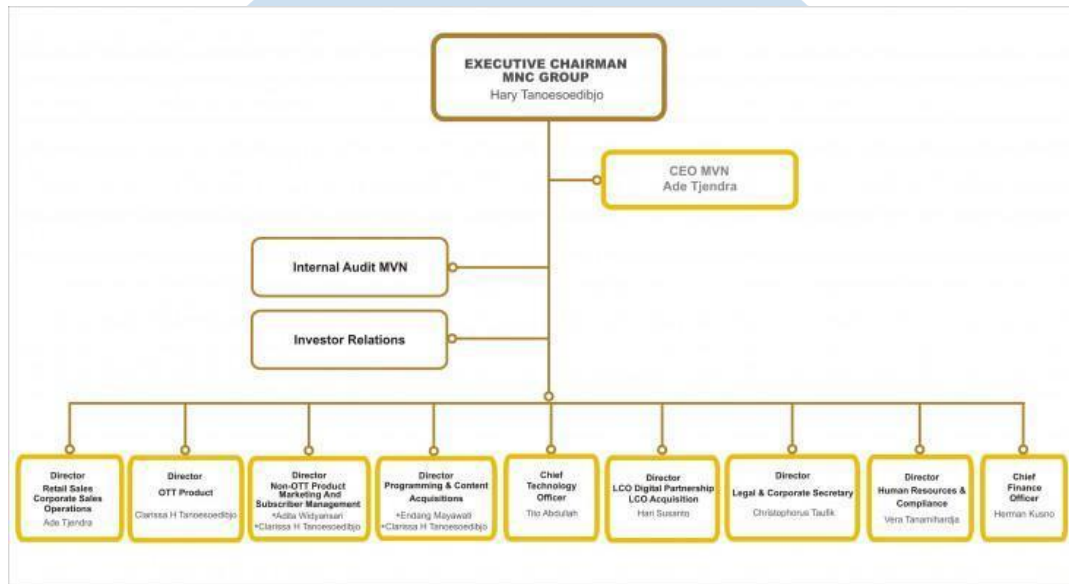 EXECUTIVE CHAIRMAN
MNC GROUP
Hary Tanoesoedibjo
CEO MVN
Ade Tjendra
Internal Audit MVN
Investor Relations
Director
Retail Sales
Corporate Sales
Operations
Ade Tjendra
Director
OTT Product
Clarissa H Tanoesoedibjo
Director
Non-OTT Product
Marketing And
Subscriber Management
•Adita Widyansari
•Clarissa H Tanoesoedibjo
Director
Programming & Content
Acquisitions
•Endang Mayawati
•Clarissa H Tanoesoedibjo
Chief
Technology
Officer
Tito Abdullah
Director
LCO Digital Partnership
LCO Acquisition
Hari Susanto
Director
Legal & Corporate Secretary
Christophorus Taufik
Director
Human Resources &
Compliance
Vera Tanamihardja
Chief
Finance
Officer
Herman Kusno